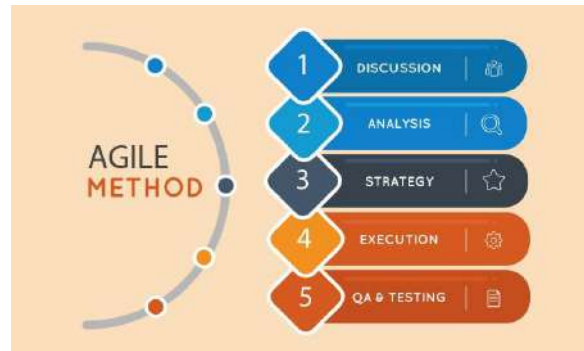 AGILE
METHOD
1
DISCUSSION
2
ANALYSIS
3
STRATEGY
4
EXECUTION
5
QA & TESTING